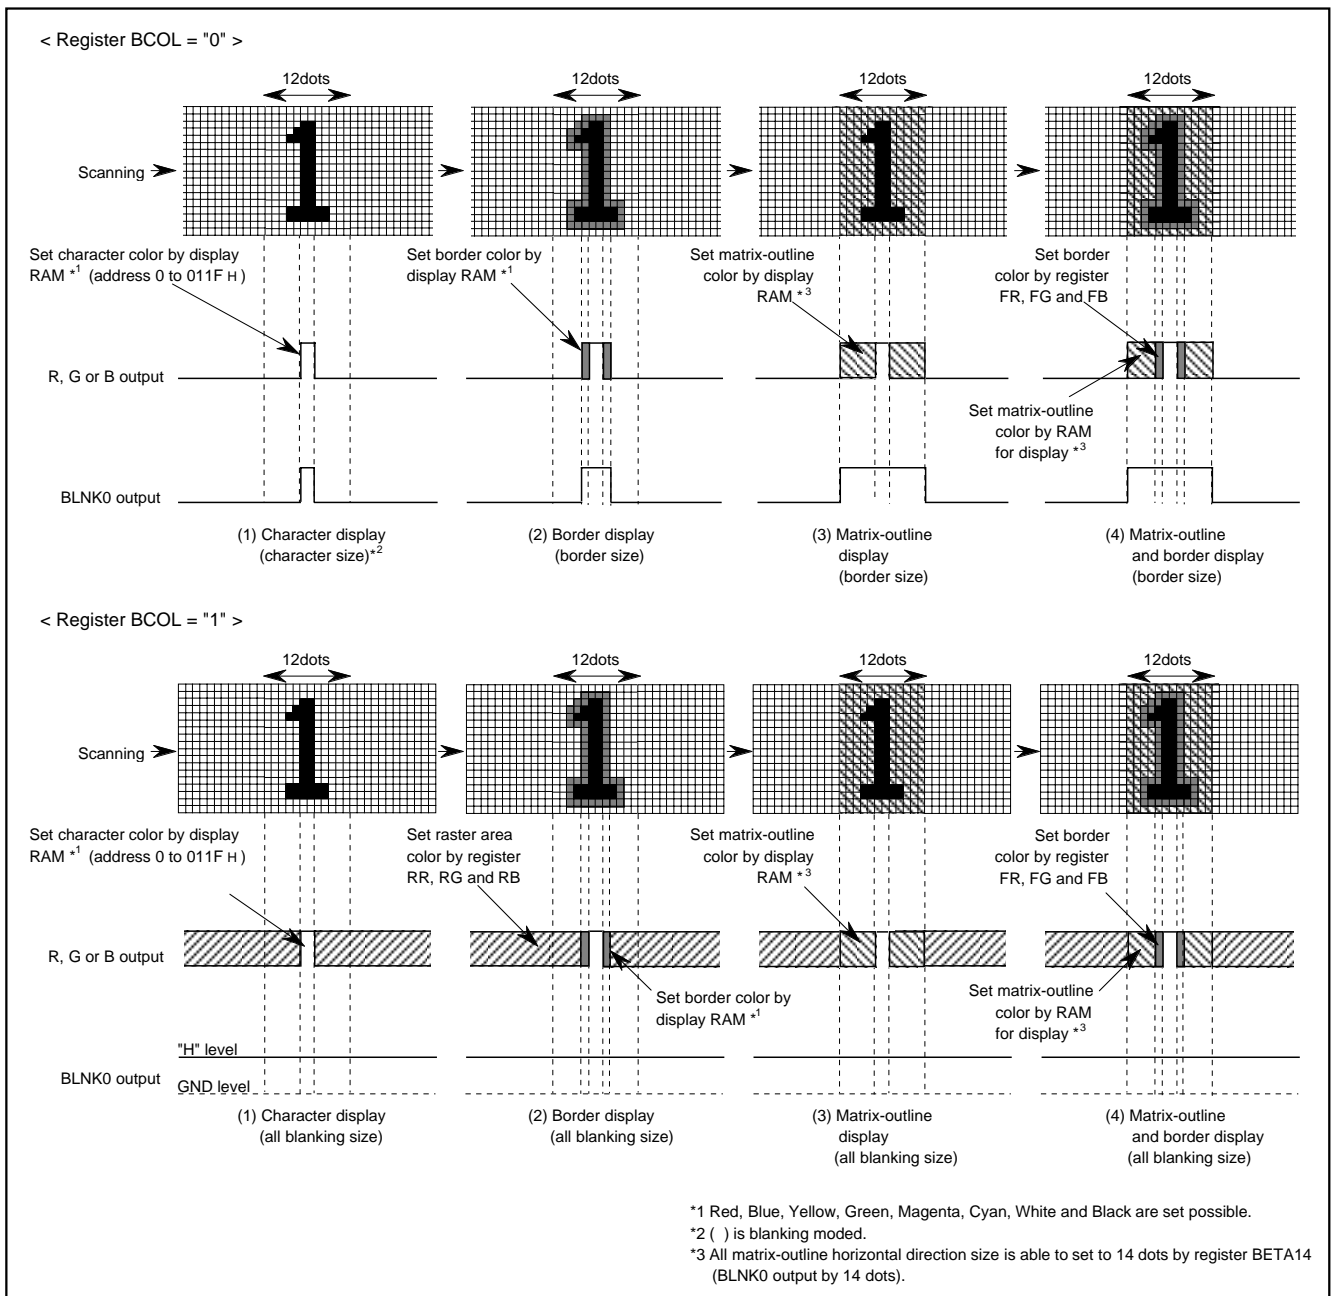 < Register BCOL = "0" >
12dots 12dots 12dots 12dots
Scanning
Set character color by display
RAM *1 (address 0 to 011F H )
Set border color by
display RAM *1
Set matrix-outline
color by display
RAM *3
Set border
color by register
FR, FG and FB
R, G or B output
Set matrix-outline
color by RAM
for display *3
BLNK0 output
(1) Character display
(character size)*2
(2) Border display
(border size)
(3) Matrix-outline
display
(border size)
(4) Matrix-outline
and border display
(border size)
< Register BCOL = "1" >
12dots 12dots 12dots 12dots
Scanning
Set character color by display
RAM *1 (address 0 to 011F H )
Set raster area
color by register
RR, RG and RB
Set matrix-outline
color by display
RAM *3
Set border
color by register
FR, FG and FB
R, G or B output
Set border color by
display RAM *1
Set matrix-outline
color by RAM
for display *3
"H" level
BLNK0 output
GND level
(1) Character display
(all blanking size)
(2) Border display
(all blanking size)
(3) Matrix-outline
display
(all blanking size)
(4) Matrix-outline
and border display
(all blanking size)
*1 Red, Blue, Yellow, Green, Magenta, Cyan, White and Black are set possible.
*2 ( ) is blanking moded.
*3 All matrix-outline horizontal direction size is able to set to 14 dots by register BETA14
(BLNK0 output by 14 dots).